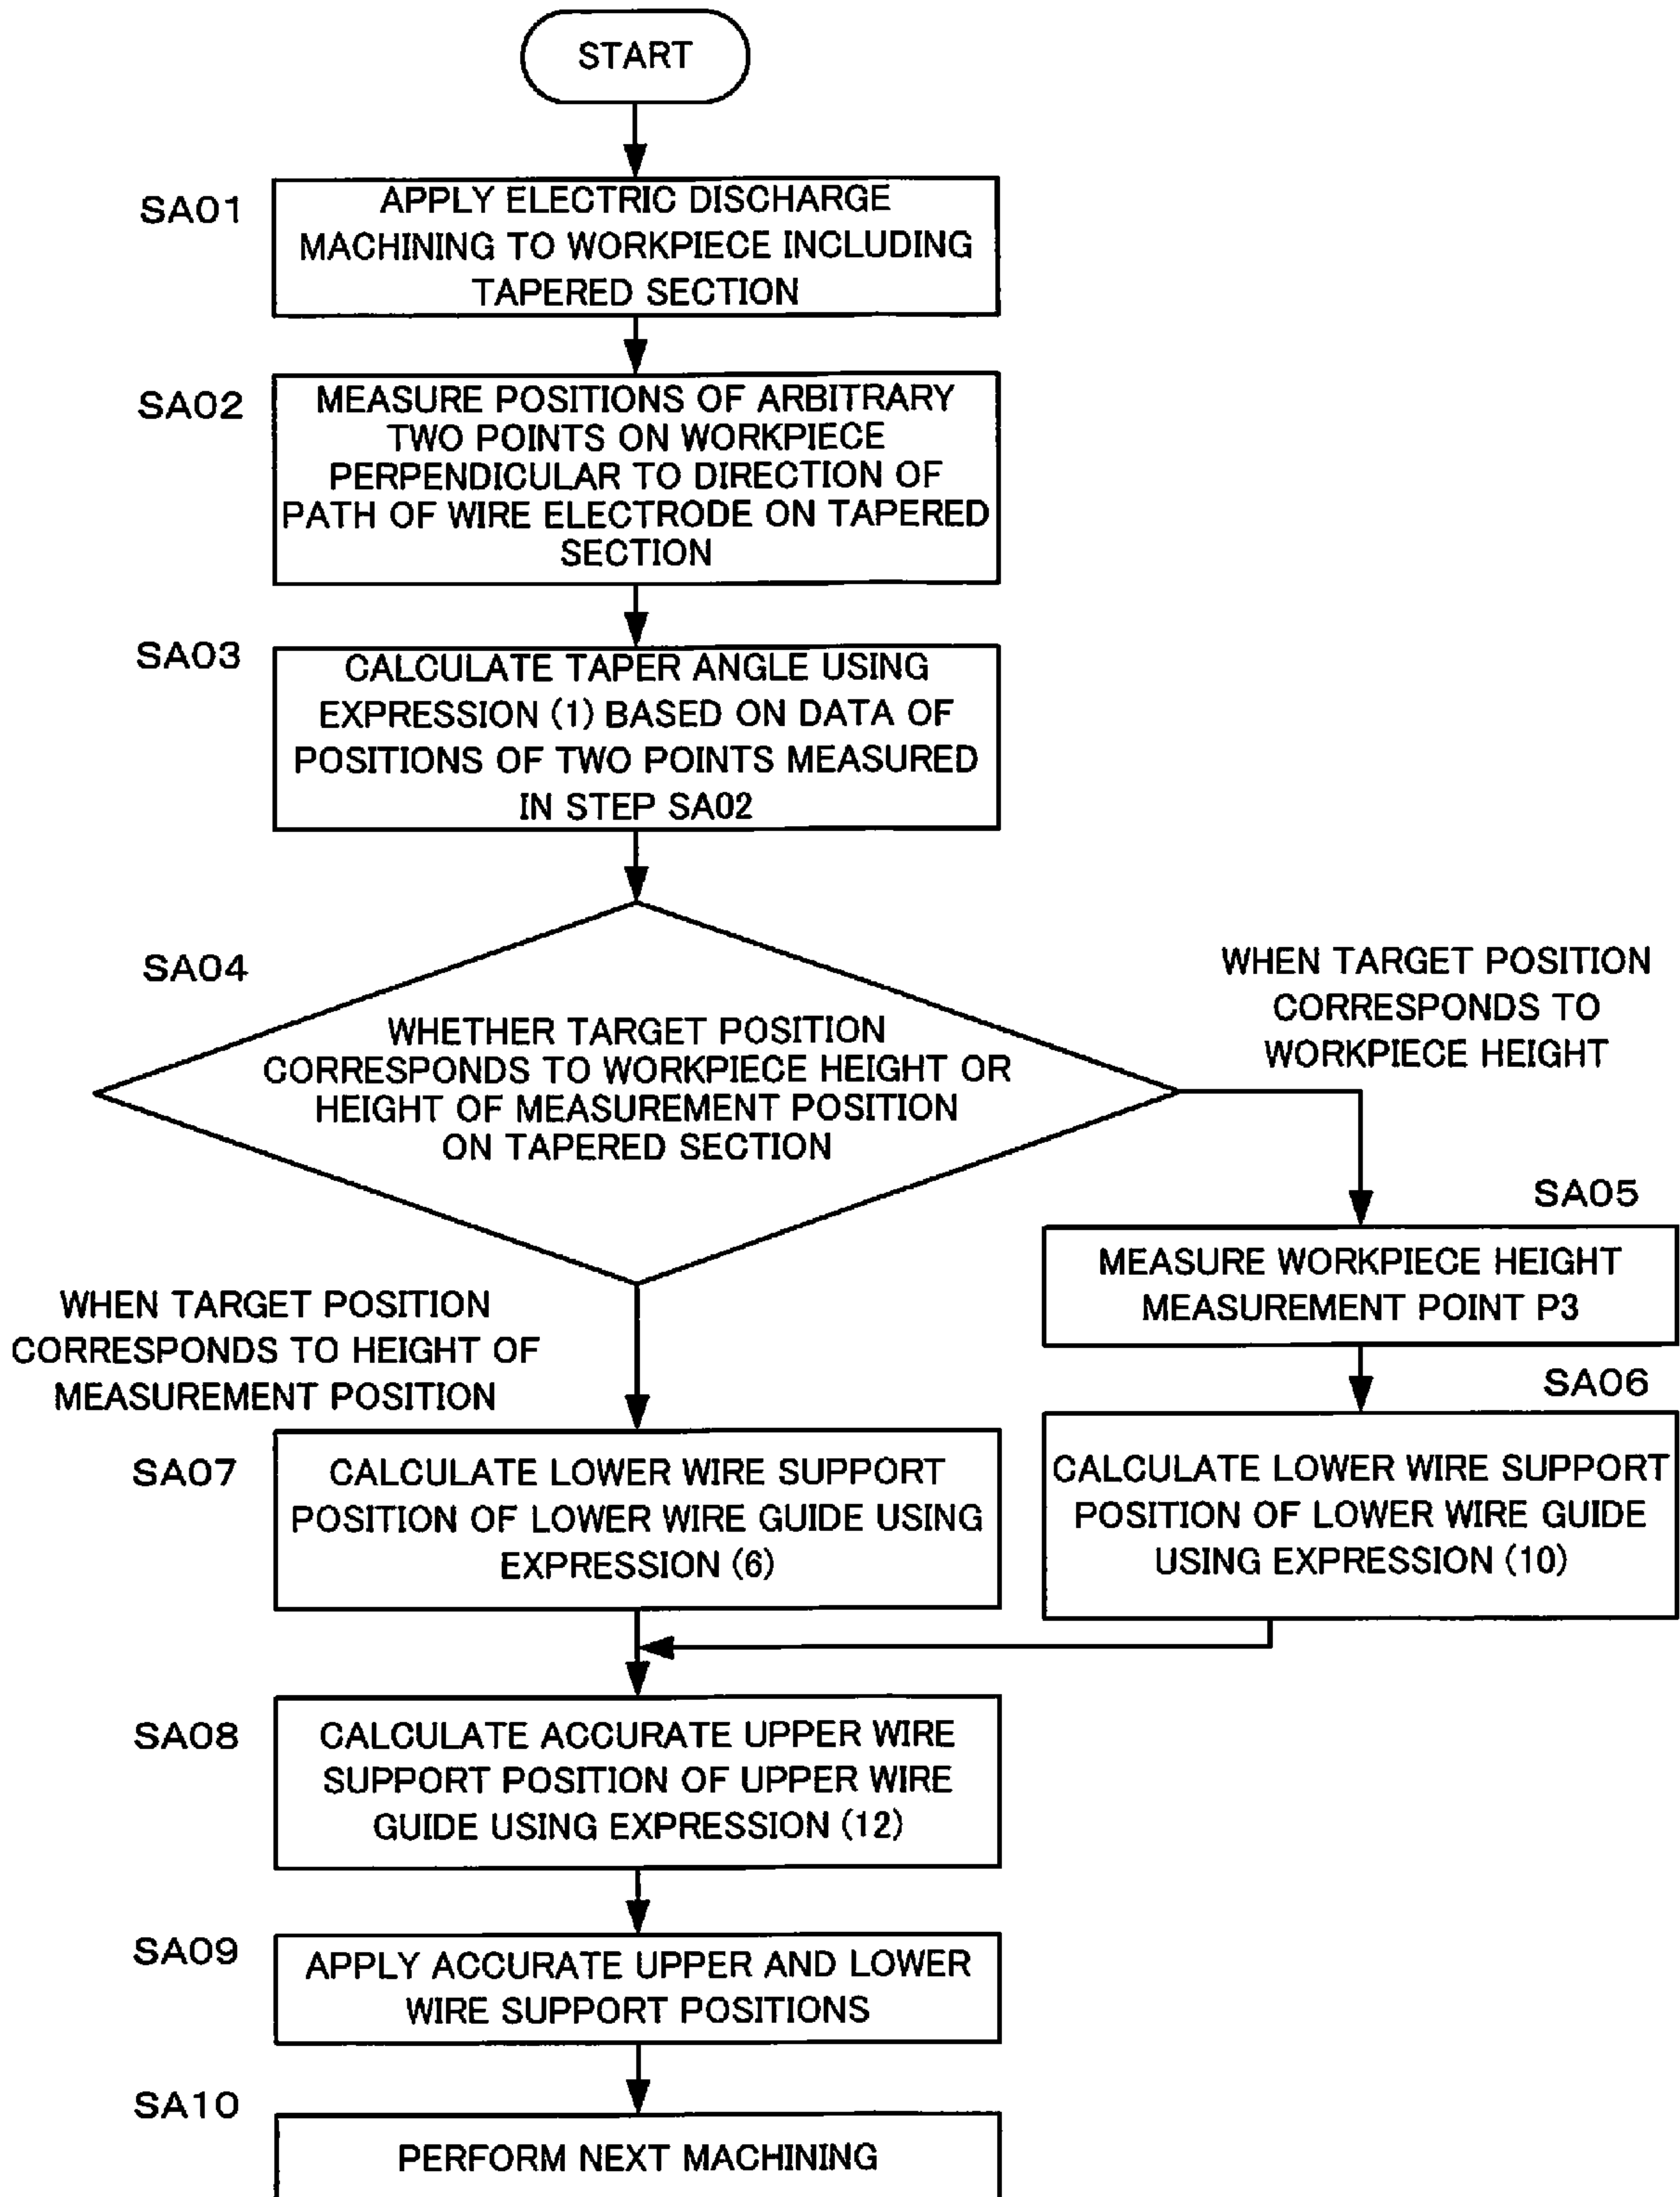 START
SA01
APPLY ELECTRIC DISCHARGE
MACHINING TO WORKPIECE INCLUDING
TAPERED SECTION
SA02
MEASURE POSITIONS OF ARBITRARY
TWO POINTS ON WORKPIECE
PERPENDICULAR TO DIRECTION OF
PATH OF WIRE ELECTRODE ON TAPERED
SECTION
SA03
CALCULATE TAPER ANGLE USING
EXPRESSION (1) BASED ON DATA OF
POSITIONS OF TWO POINTS MEASURED
IN STEP SA02
SA04
WHETHER TARGET POSITION
CORRESPONDS TO WORKPIECE HEIGHT OR
HEIGHT OF MEASUREMENT POSITION
ON TAPERED SECTION
WHEN TARGET POSITION
CORRESPONDS TO
WORKPIECE HEIGHT
SA05
MEASURE WORKPIECE HEIGHT
MEASUREMENT POINT P3
SA06
CALCULATE LOWER WIRE SUPPORT
POSITION OF LOWER WIRE GUIDE
USING EXPRESSION (10)
WHEN TARGET POSITION
CORRESPONDS TO HEIGHT OF
MEASUREMENT POSITION
SA07
CALCULATE LOWER WIRE SUPPORT
POSITION OF LOWER WIRE GUIDE USING
EXPRESSION (6)
SA08
CALCULATE ACCURATE UPPER WIRE
SUPPORT POSITION OF UPPER WIRE
GUIDE USING EXPRESSION (12)
SA09
APPLY ACCURATE UPPER AND LOWER
WIRE SUPPORT POSITIONS
SA10
PERFORM NEXT MACHINING